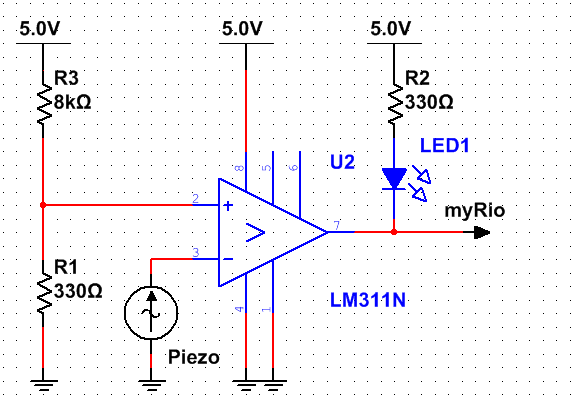 5.0V 5.0V 5.0V
R3
8kΩ
R2
330Ω
LED1
U2
8 5 6
2
+
myRio
7
3
−
R1
330Ω
LM311N
4 1
Piezo